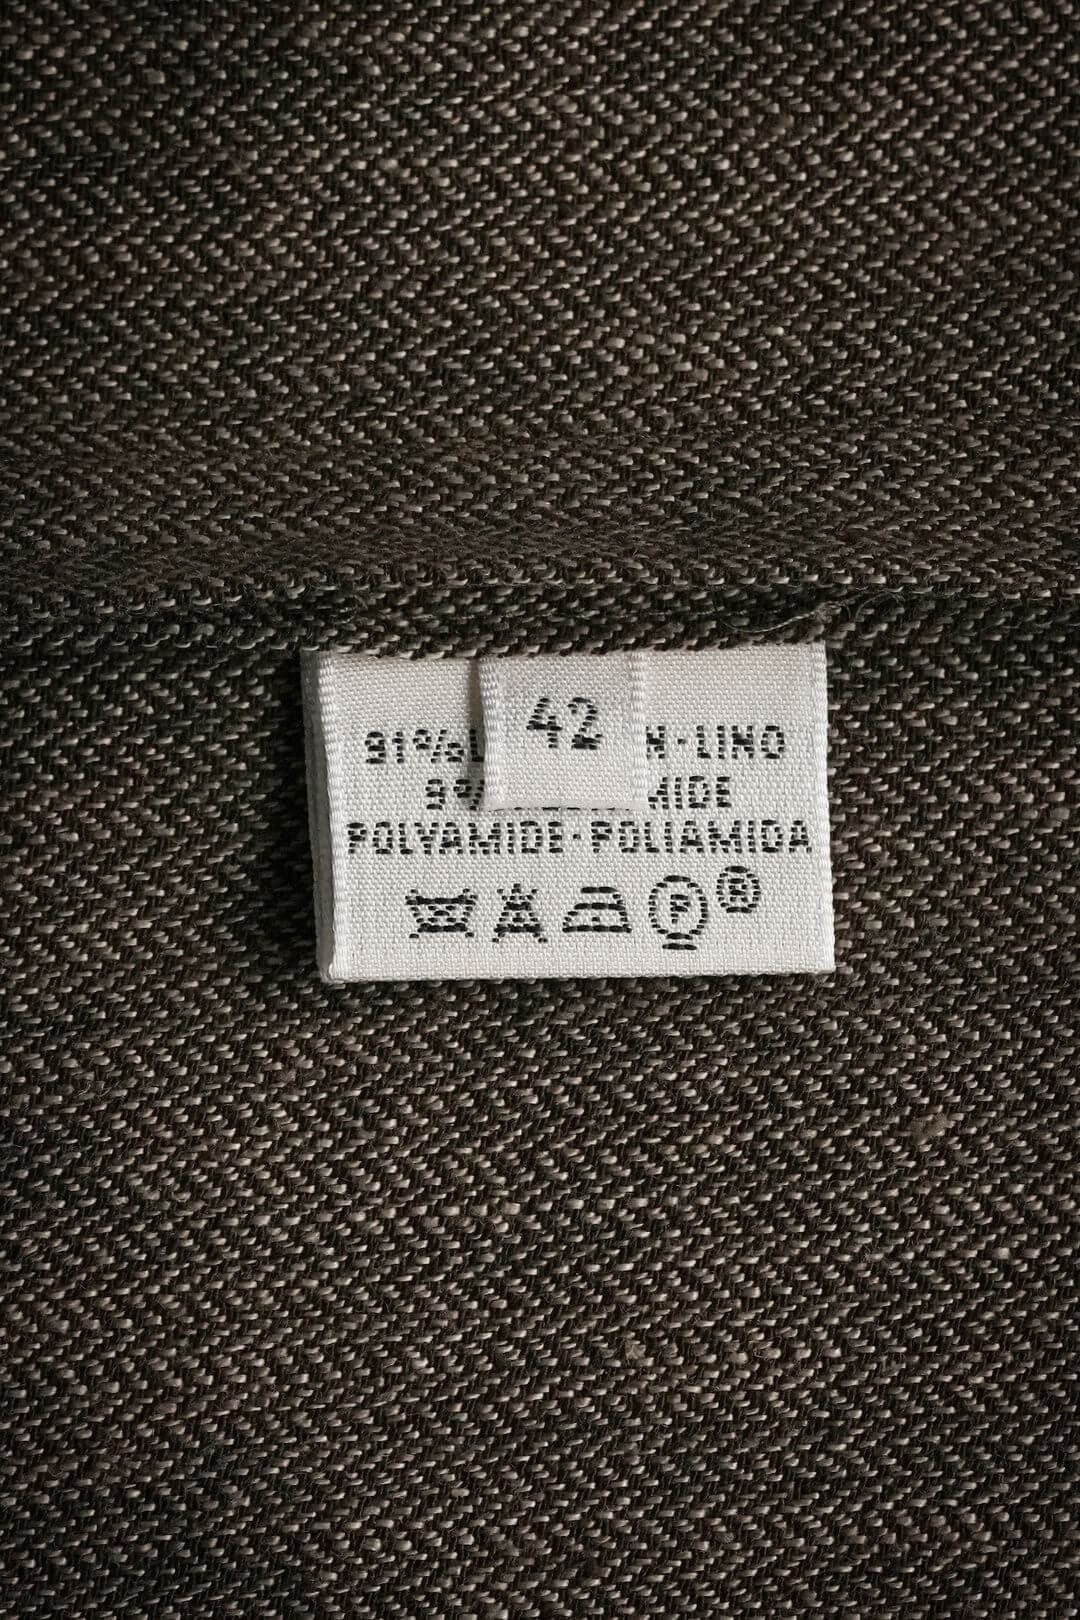 42
91% N·LINO
9% MIDE
POLYAMIDE·POLIAMIDA
P ®